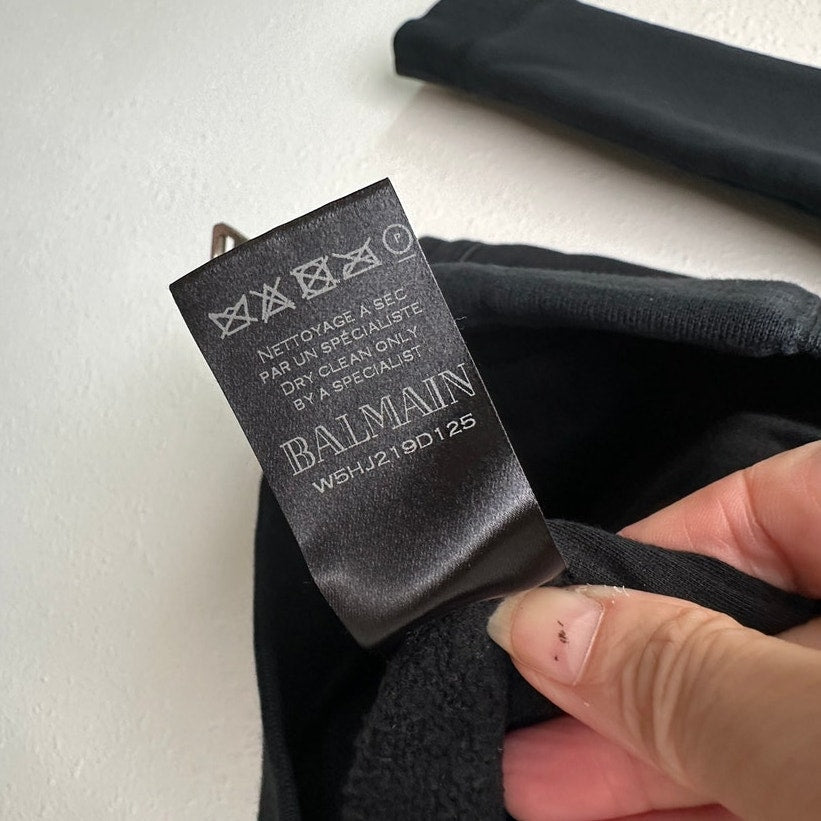 P
NETTOYAGE À SEC
PAR UN SPÉCIALISTE
DRY CLEAN ONLY
BY A SPECIALIST
BALMAIN
W5HJ219D125